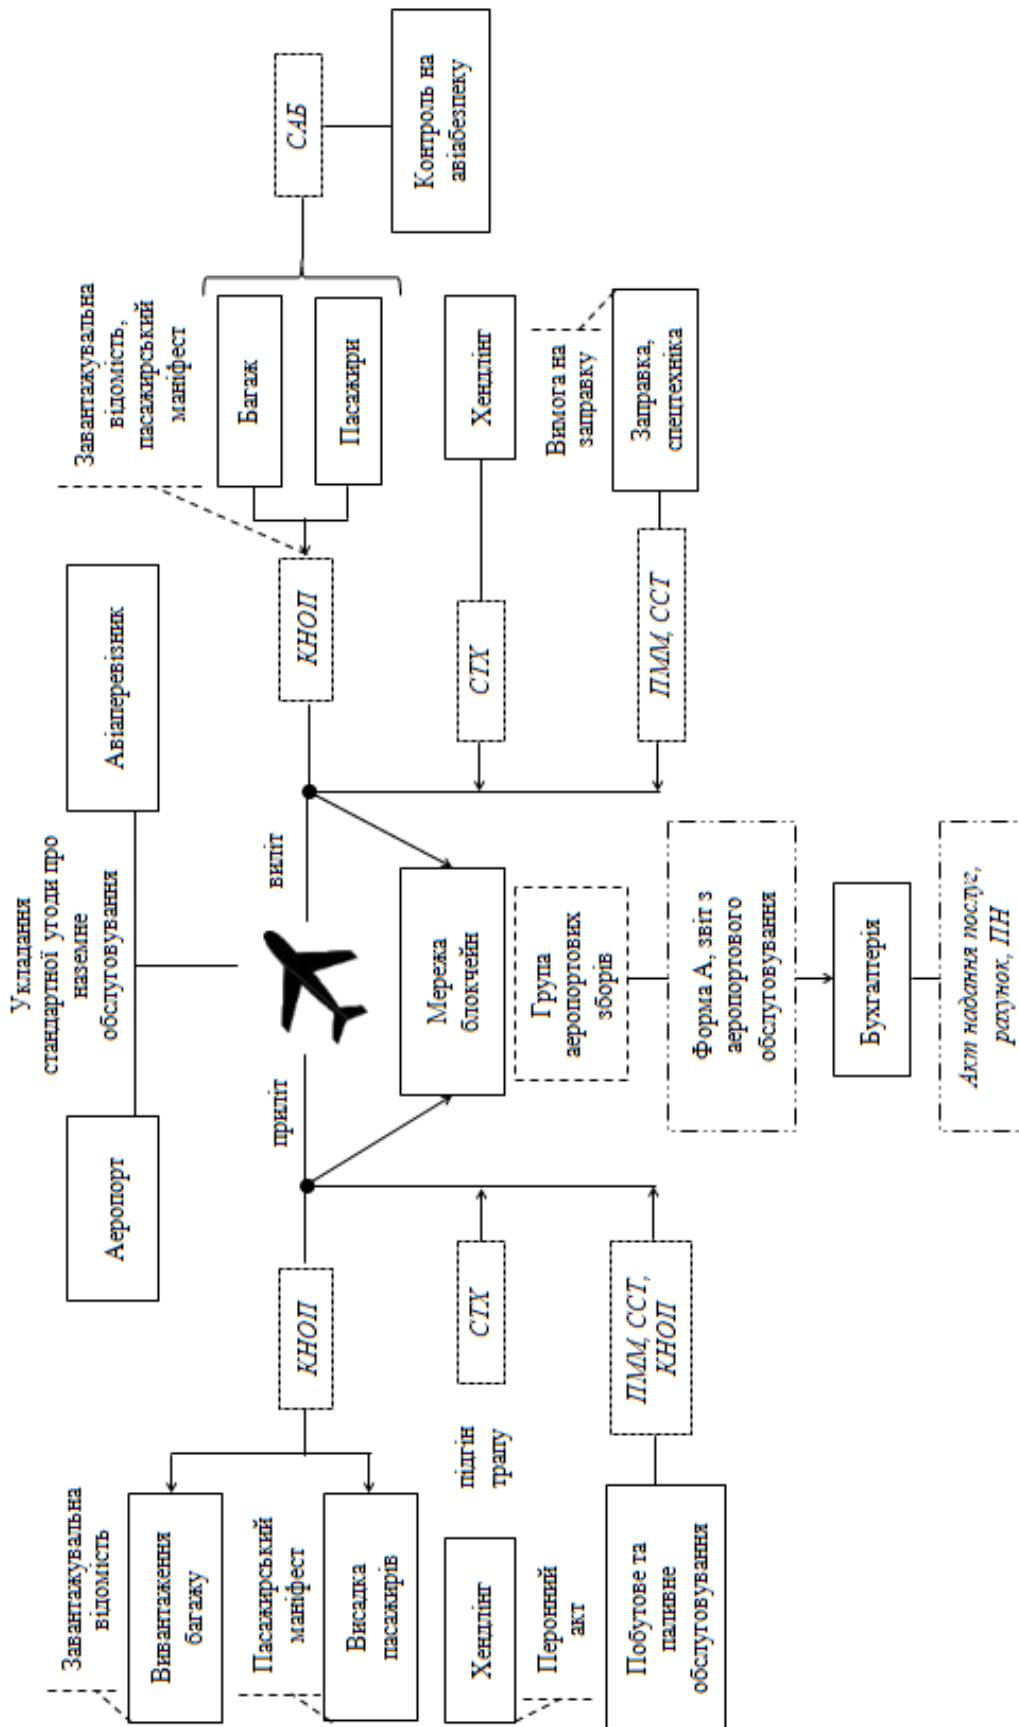 Укладання
стандартної угоди про
наземне
обслуговування
Аеропорт
Авіаперевізник
Завантажувальна
відомість
Вивантаження
багажу
Пасажирський
маніфест
Висадка
пасажирів
КНОП
приліт
виліт
КНОП
Завантажувальна
відомість,
пасажирський
маніфест
Багаж
Пасажири
САБ
Контроль на
авіабезпеку
Хендлінг
підгін
трапу
СТХ
Мережа
блокчейн
СТХ
Хендлінг
Перонний
акт
Побутове та
паливне
обслуговування
ПММ, ССТ,
КНОП
Група
аеропортових
зборів
ПММ, ССТ
Вимога на
заправку
Заправка,
спецтехніка
Форма А, звіт з
аеропортового
обслуговування
Бухгалтерія
Акт надання послуг,
рахунок, ПН